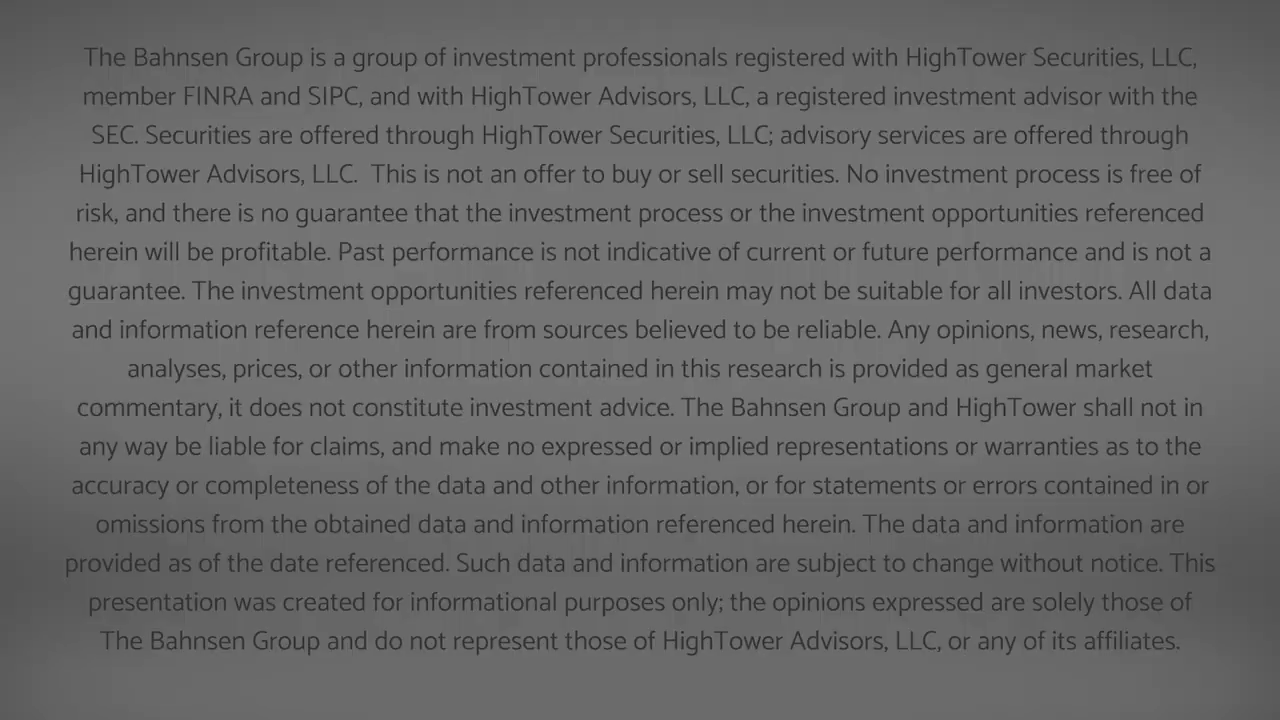 The Bahnsen Group is a group of investment professionals registered with HighTower Securities, LLC,
member FINRA and SIPC, and with HighTower Advisors, LLC, a registered investment advisor with the
SEC. Securities are offered through HighTower Securities, LLC; advisory services are offered through
HighTower Advisors, LLC.  This is not an offer to buy or sell securities. No investment process is free of
risk, and there is no guarantee that the investment process or the investment opportunities referenced
herein will be profitable. Past performance is not indicative of current or future performance and is not a
guarantee. The investment opportunities referenced herein may not be suitable for all investors. All data
and information reference herein are from sources believed to be reliable. Any opinions, news, research,
analyses, prices, or other information contained in this research is provided as general market
commentary, it does not constitute investment advice. The Bahnsen Group and HighTower shall not in
any way be liable for claims, and make no expressed or implied representations or warranties as to the
accuracy or completeness of the data and other information, or for statements or errors contained in or
omissions from the obtained data and information referenced herein. The data and information are
provided as of the date referenced. Such data and information are subject to change without notice. This
presentation was created for informational purposes only; the opinions expressed are solely those of
The Bahnsen Group and do not represent those of HighTower Advisors, LLC, or any of its affiliates.